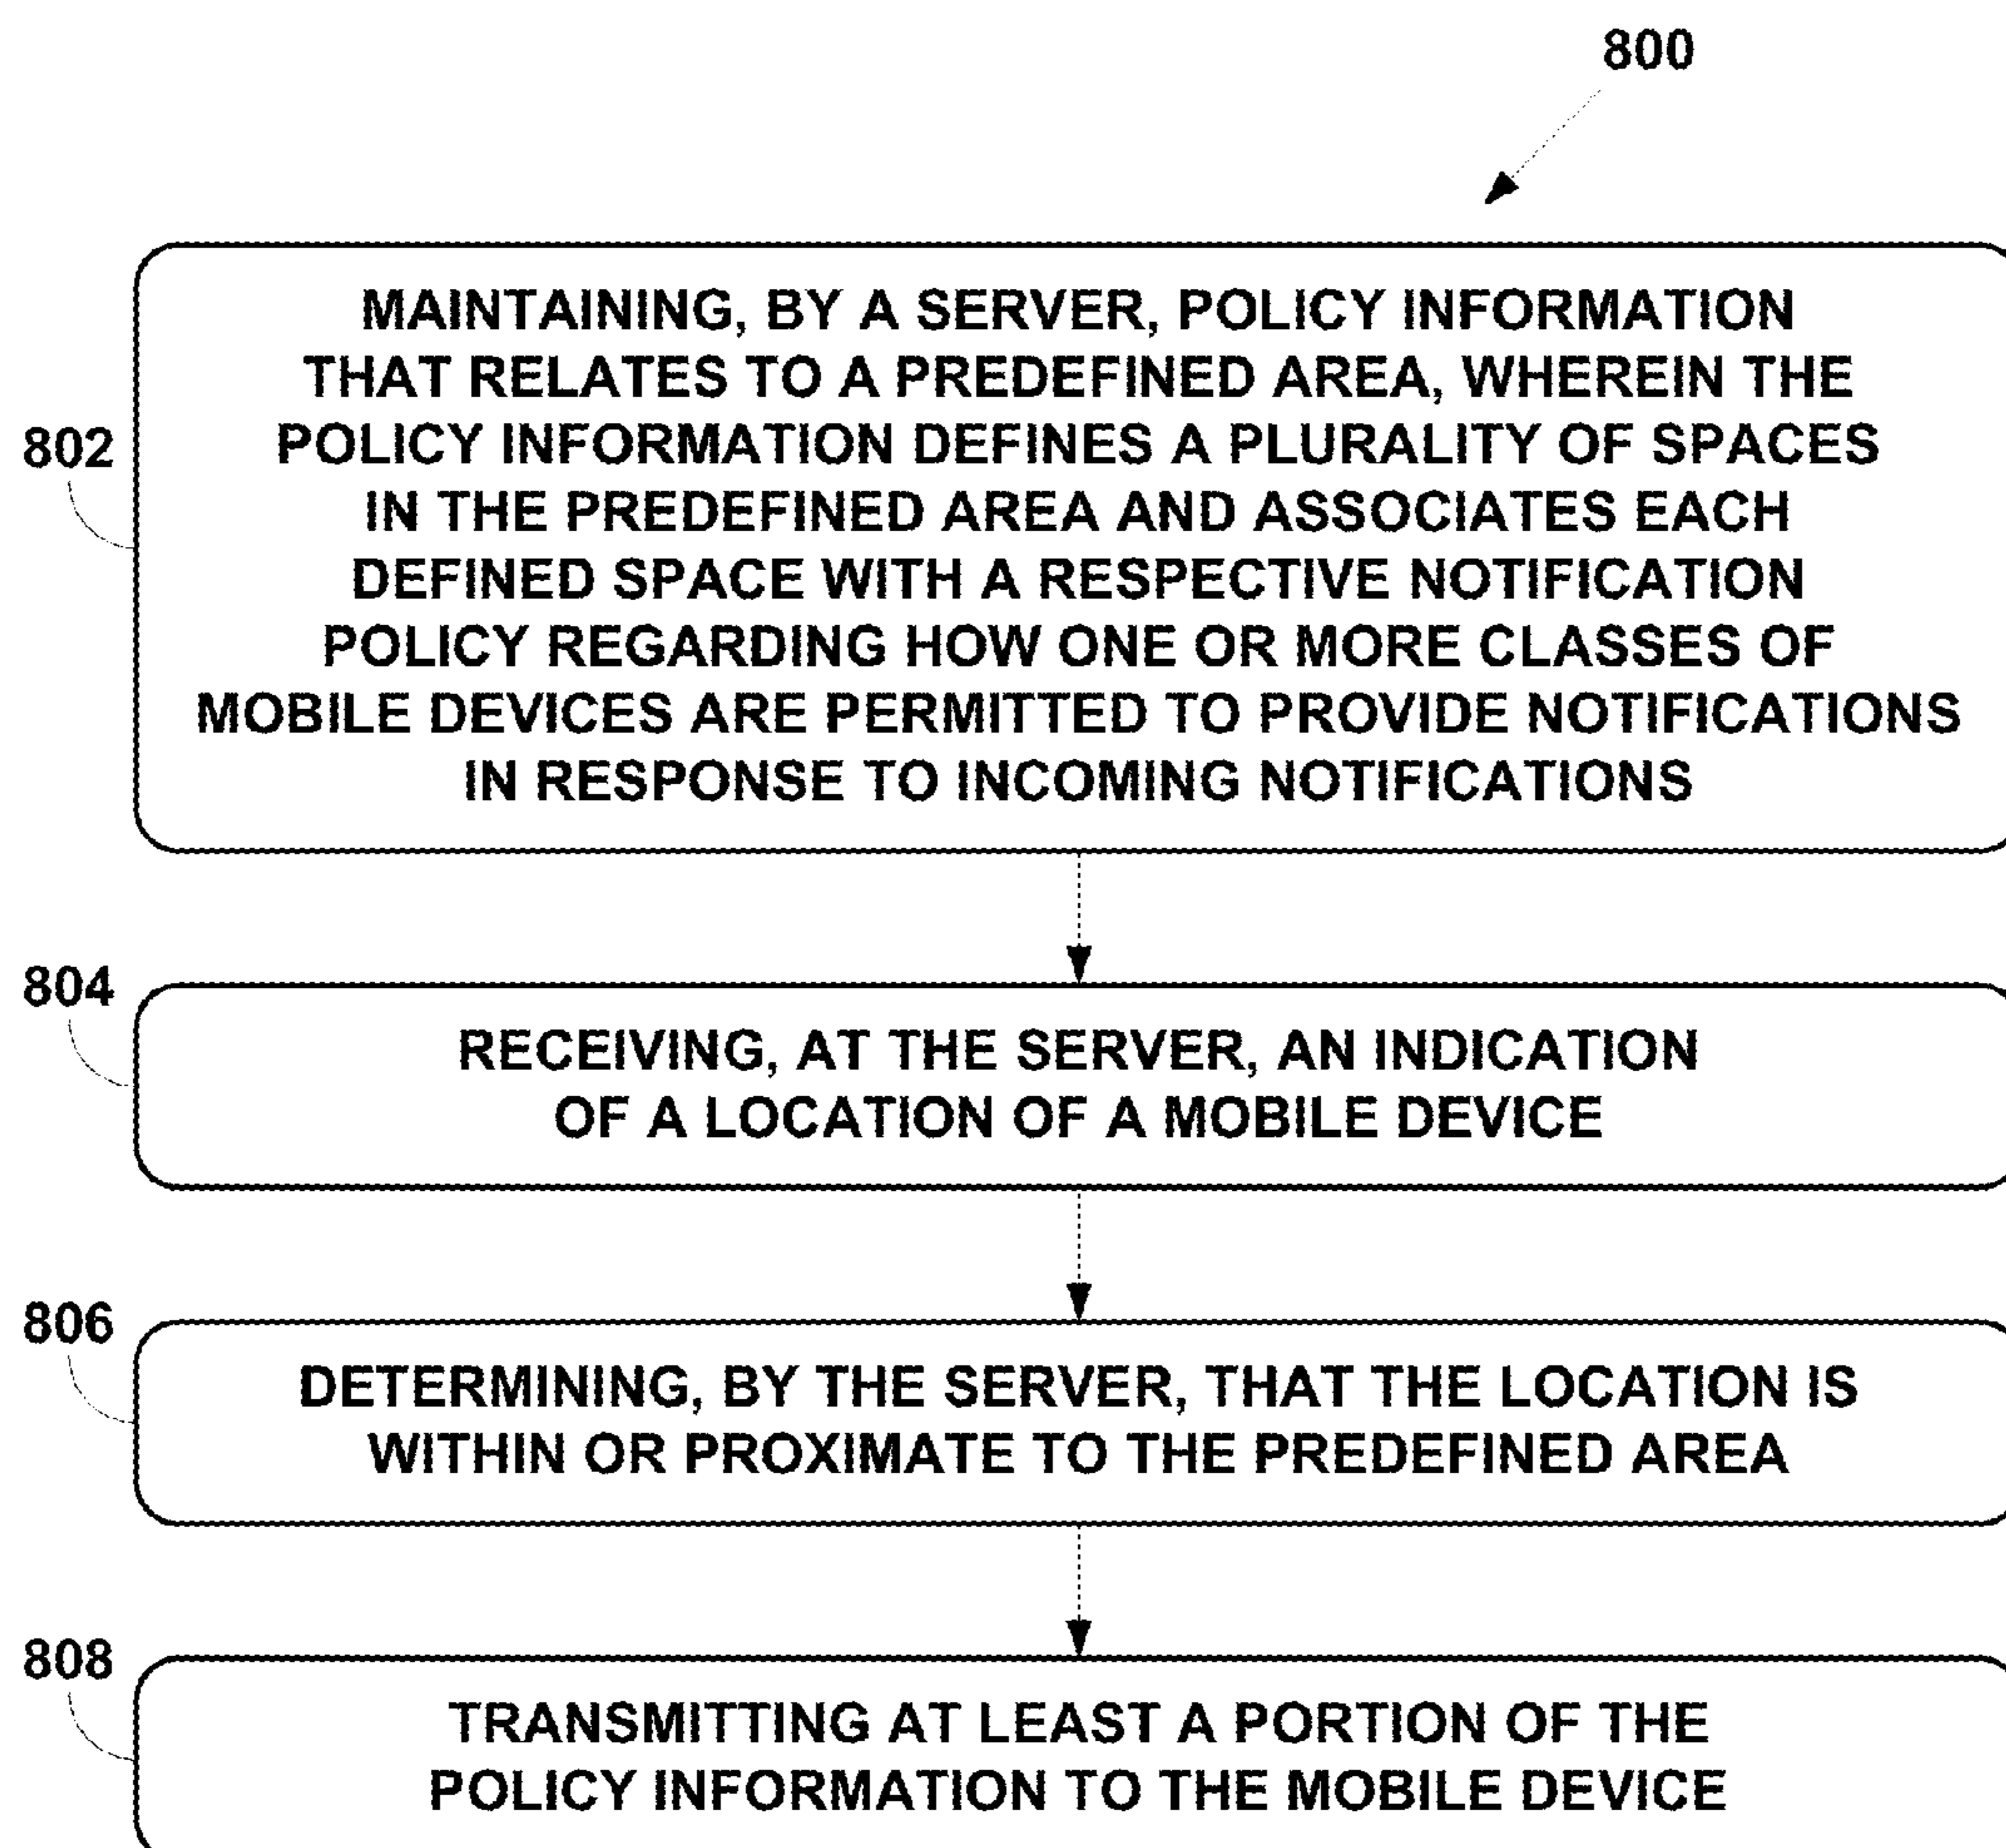 800
802
MAINTAINING, BY A SERVER, POLICY INFORMATION
THAT RELATES TO A PREDEFINED AREA, WHEREIN THE
POLICY INFORMATION DEFINES A PLURALITY OF SPACES
IN THE PREDEFINED AREA AND ASSOCIATES EACH
DEFINED SPACE WITH A RESPECTIVE NOTIFICATION
POLICY REGARDING HOW ONE OR MORE CLASSES OF
MOBILE DEVICES ARE PERMITTED TO PROVIDE NOTIFICATIONS
IN RESPONSE TO INCOMING NOTIFICATIONS
804
RECEIVING, AT THE SERVER, AN INDICATION
OF A LOCATION OF A MOBILE DEVICE
806
DETERMINING, BY THE SERVER, THAT THE LOCATION IS
WITHIN OR PROXIMATE TO THE PREDEFINED AREA
808
TRANSMITTING AT LEAST A PORTION OF THE
POLICY INFORMATION TO THE MOBILE DEVICE